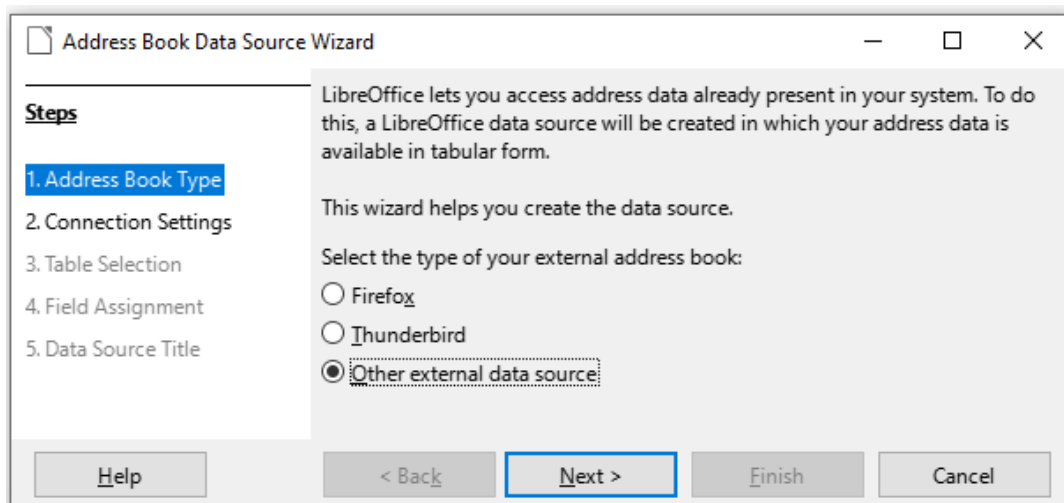 Address Book Data Source Wizard
Steps
1. Address Book Type
2. Connection Settings
3. Table Selection
4. Field Assignment
5. Data Source Title
LibreOffice lets you access address data already present in your system. To do
this, a LibreOffice data source will be created in which your address data is
available in tabular form.
This wizard helps you create the data source.
Select the type of your external address book:
Firefox
Thunderbird
Other external data source
Help
< Back
Next >
Finish
Cancel